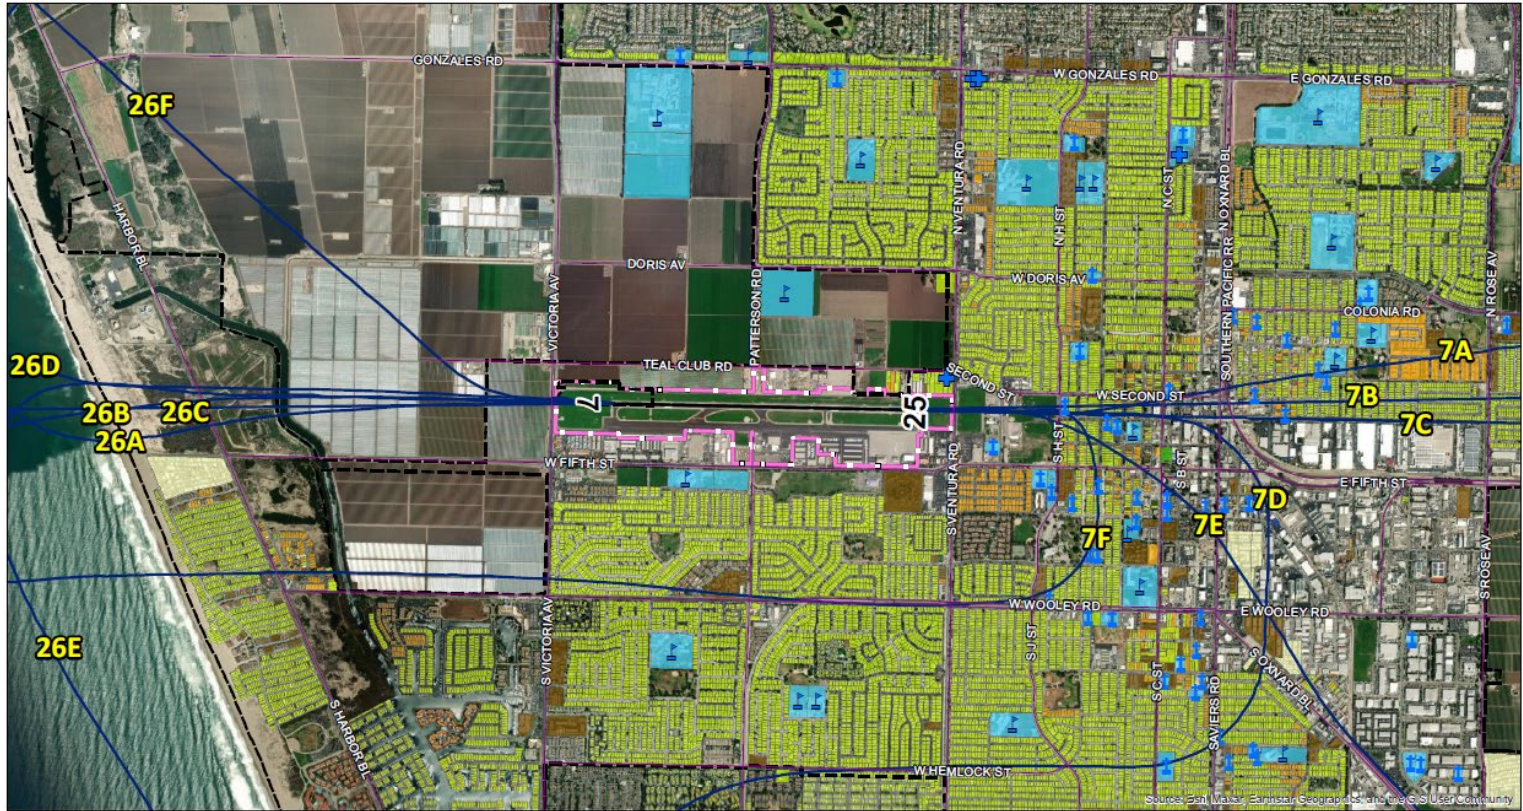 GONZALES RD
W GONZALES RD
E GONZALES RD
26F
N VENTURA RD
N H ST
N C ST
N OXNARD BL
SOUTHERN PACIFIC RR
HARBOR BL
VICTORIA AV
DORIS AV
PATTERSON RD
W DORIS AV
N ROSE AV
COLONIA RD
7A
TEAL CLUB RD
SECOND ST
W SECOND ST
7B
26D
26B
26C
26A
7
25
7C
W FIFTH ST
S H ST
S B ST
E FIFTH ST
S VENTURA RD
7D
7E
7F
S ROSE AV
W WOOLEY RD
E WOOLEY RD
26E
S VICTORIA AV
S J ST
S C ST
SAVIERS RD
S OXNARD BL
S HARBOR BL
W HEMLOCK ST
Source: Esri, Maxar, Earthstar Geographics, and the GIS User Community